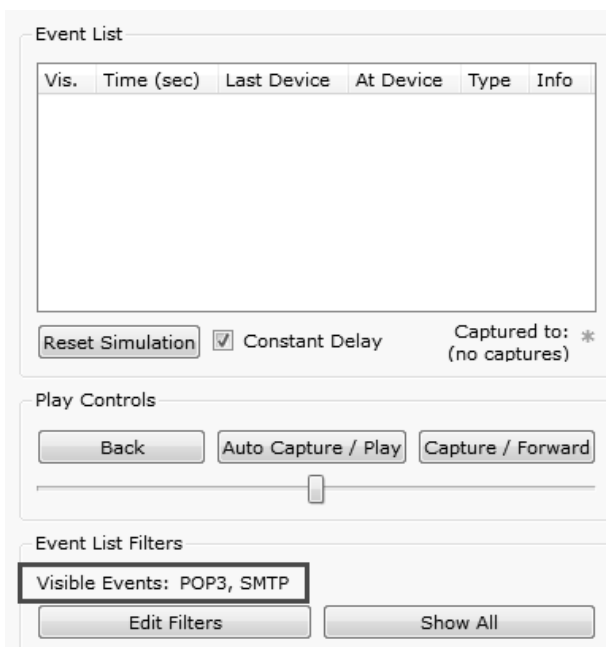 Event List
Vis. Time (sec) Last Device At Device Type Info
Reset Simulation Constant Delay Captured to: *
(no captures)
Play Controls
Back Auto Capture / Play Capture / Forward
Event List Filters
Visible Events: POP3, SMTP
Edit Filters Show All